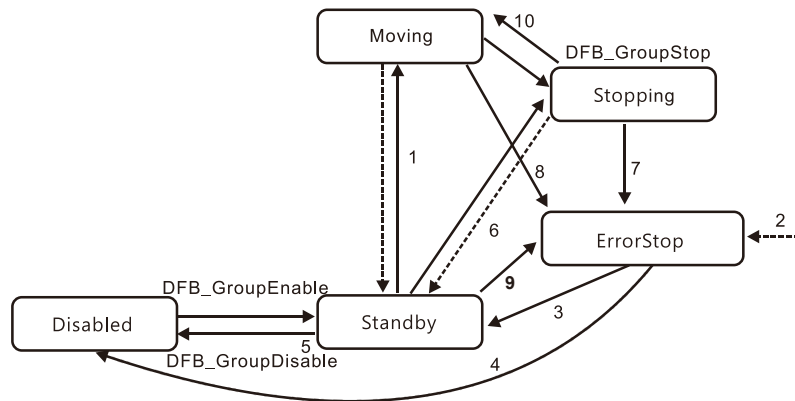 10
Moving
DFB_GroupStop
Stopping
1
8
7
6
2
ErrorStop
9
DFB_GroupEnable
3
Disabled
Standby
5
DFB_GroupDisable
4